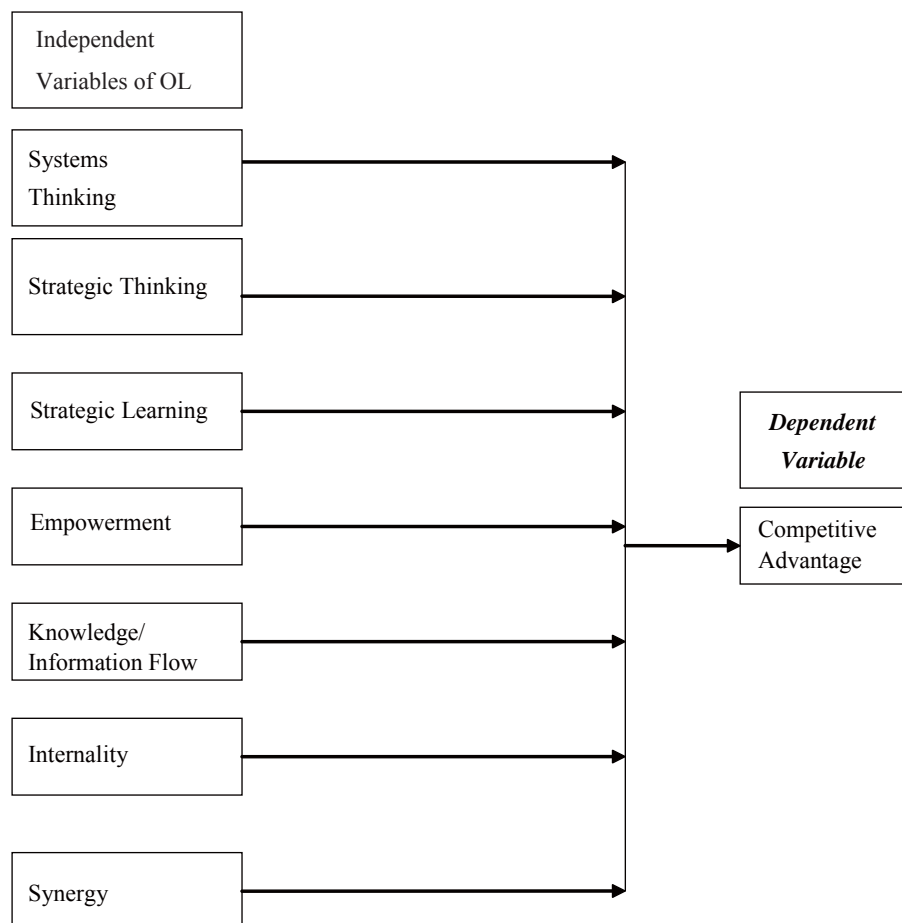 Independent
Variables of OL
Systems
Thinking
Strategic Thinking
Strategic Learning
Empowerment
Knowledge/
Information Flow
Internality
Synergy
Dependent
Variable
Competitive
Advantage